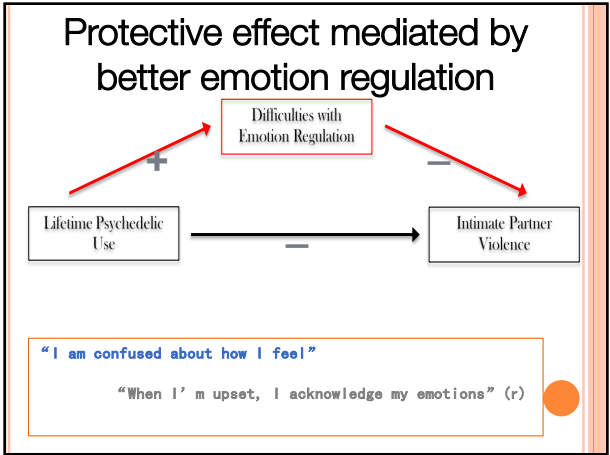 Protective effect mediated by
better emotion regulation
Difficulties with
Emotion Regulation
+
−
Lifetime Psychedelic
Use
−
Intimate Partner
Violence
“I am confused about how I feel”
“When I’m upset, I acknowledge my emotions” (r)